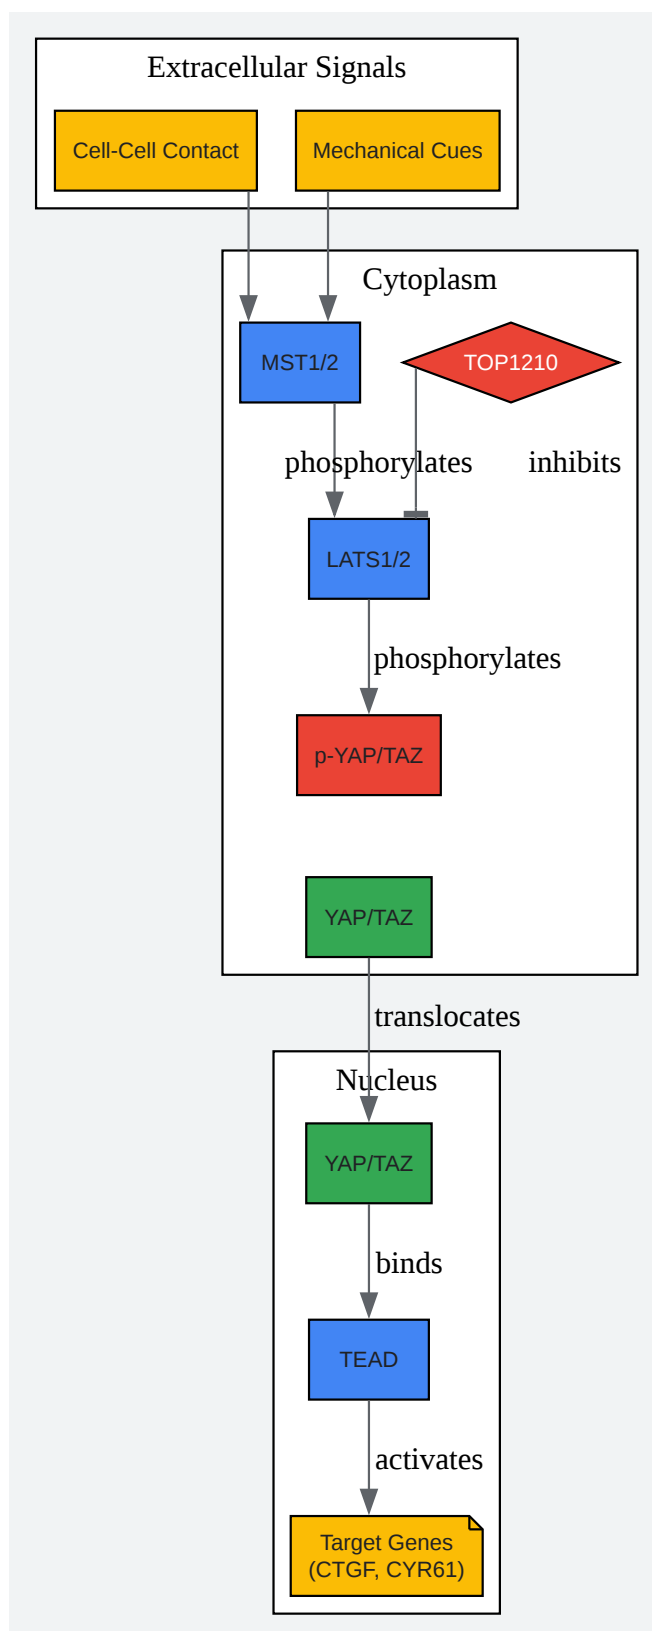 Extracellular Signals
Cell-Cell Contact
Mechanical Cues
Cytoplasm
MST1/2
TOP1210
phosphorylates
inhibits
LATS1/2
phosphorylates
p-YAP/TAZ
YAP/TAZ
translocates
Nucleus
YAP/TAZ
binds
TEAD
activates
Target Genes
(CTGF, CYR61)